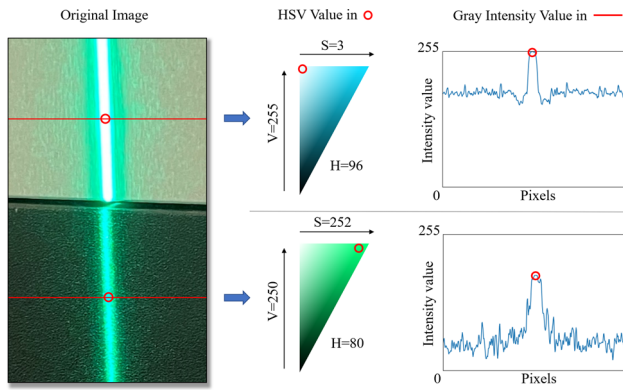 Original Image
HSV Value in
Gray Intensity Value in
S=3
V=255
H=96
255
Intensity value
0
Pixels
S=252
V=250
H=80
255
Intensity value
0
Pixels